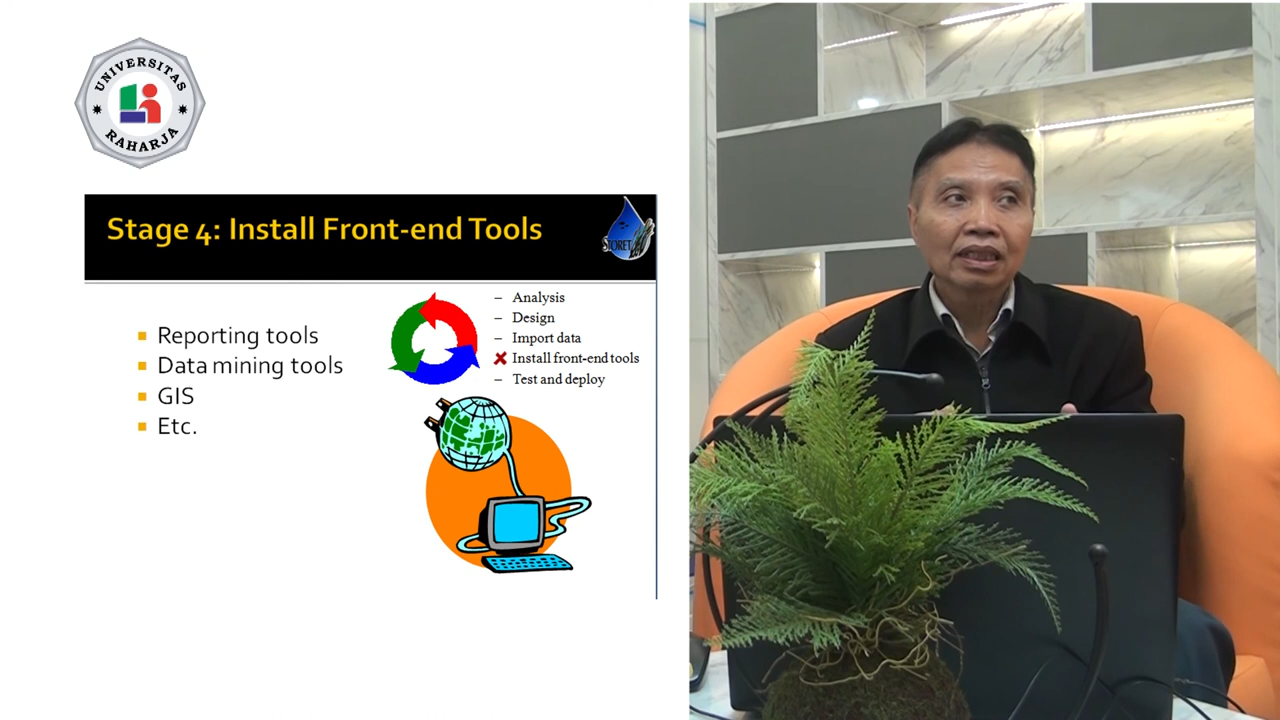 UNIVERSITAS
RAHARJA
Stage 4: Install Front-end Tools
STORET
Reporting tools
Data mining tools
GIS
Etc.
– Analysis
– Design
Import data
Install front-end tools
– Test and deploy